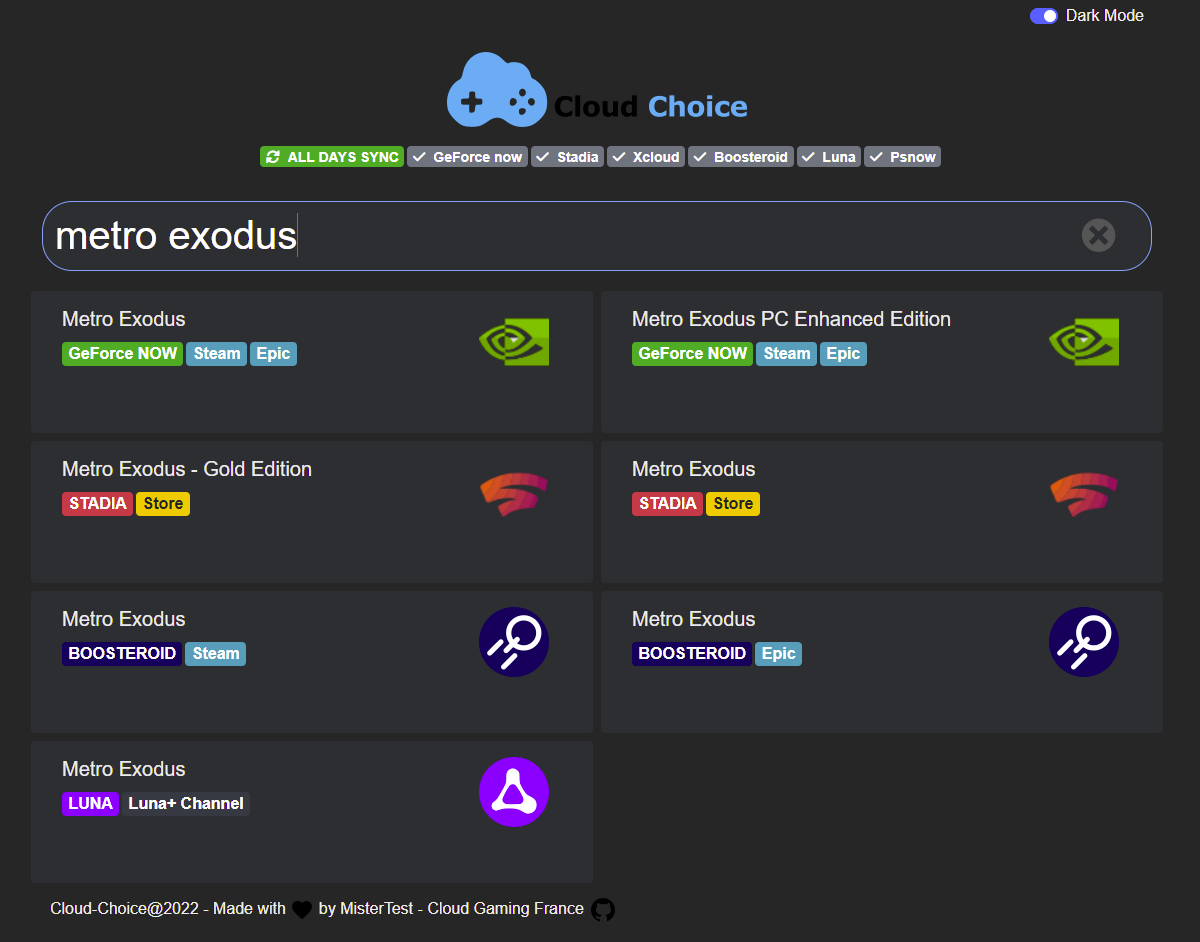 Dark Mode
Cloud Choice
ALL DAYS SYNC GeForce now Stadia Xcloud Boosteroid Luna Psnow
metro exodus
Metro Exodus
GeForce NOW Steam Epic
Metro Exodus PC Enhanced Edition
GeForce NOW Steam Epic
Metro Exodus - Gold Edition
STADIA Store
Metro Exodus
STADIA Store
Metro Exodus
BOOSTEROID Steam
Metro Exodus
BOOSTEROID Epic
Metro Exodus
LUNA Luna+ Channel
Cloud-Choice@2022 - Made with by MisterTest - Cloud Gaming France